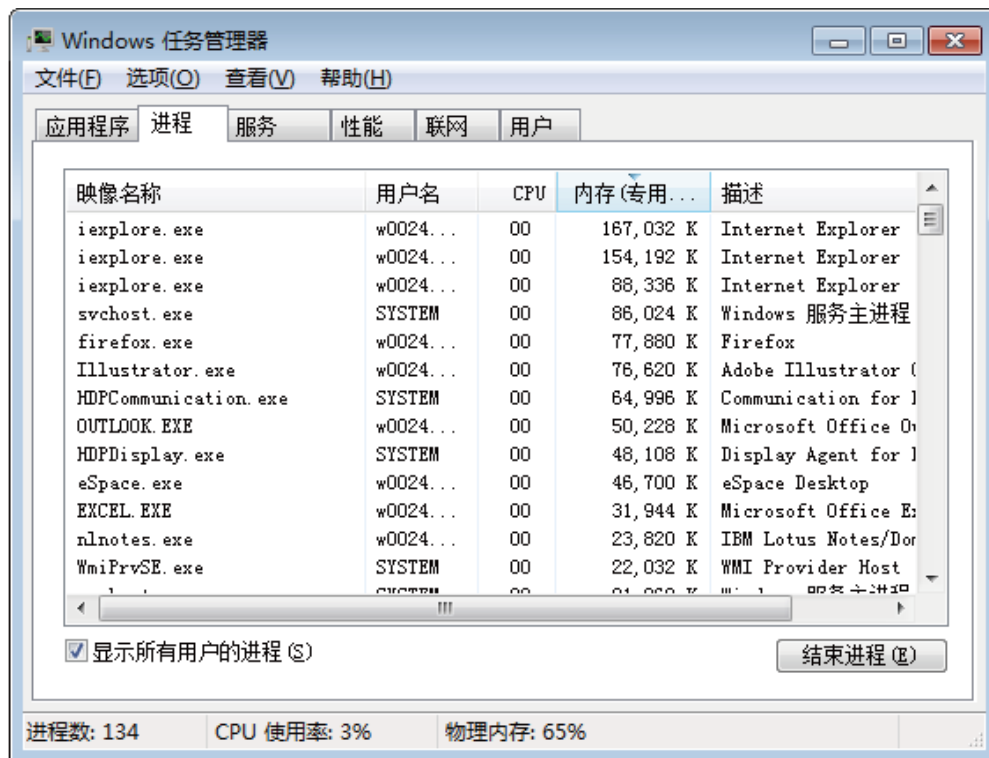 Windows 任务管理器
文件(F) 选项(O) 查看(V) 帮助(H)
应用程序 进程 服务 性能 联网 用户
映像名称 用户名 CPU 内存(专用... 描述
iexplore.exe w0024... 00 167,032 K Internet Explorer
iexplore.exe w0024... 00 154,192 K Internet Explorer
iexplore.exe w0024... 00 88,336 K Internet Explorer
svchost.exe SYSTEM 00 86,024 K Windows 服务主进程
firefox.exe w0024... 00 77,880 K Firefox
Illustrator.exe w0024... 00 76,620 K Adobe Illustrator
HDPCommunication.exe SYSTEM 00 64,996 K Communication for
OUTLOOK.EXE w0024... 00 50,228 K Microsoft Office
HDPDisplay.exe SYSTEM 00 48,108 K Display Agent for
eSpace.exe w0024... 00 46,700 K eSpace Desktop
EXCEL.EXE w0024... 00 31,944 K Microsoft Office
nlnotes.exe w0024... 00 23,820 K IBM Lotus Notes/Dom
WmiPrvSE.exe SYSTEM 00 22,032 K WMI Provider Host
显示所有用户的进程(S)
结束进程(E)
进程数: 134 CPU 使用率: 3% 物理内存: 65%